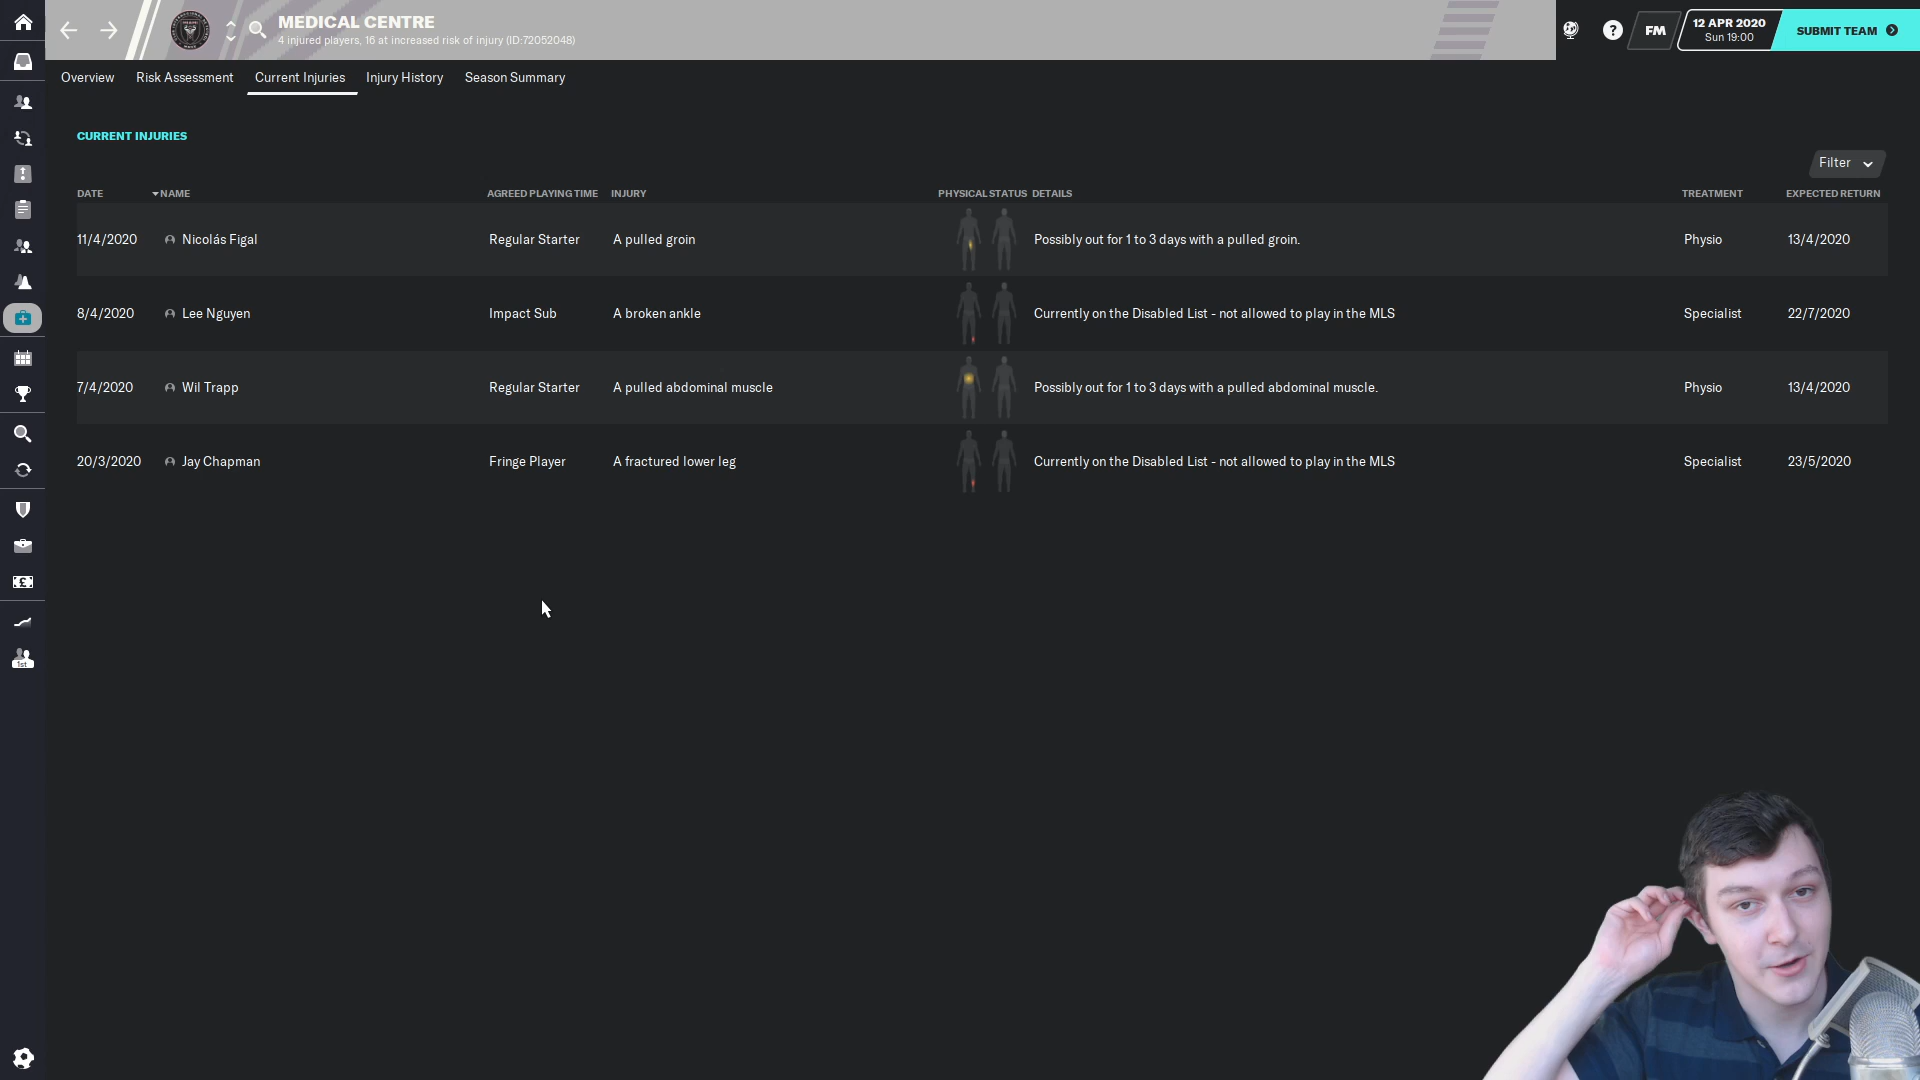 MEDICAL CENTRE
4 injured players, 16 at increased risk of injury (ID:72052048)
FM
12 APR 2020
Sun 19:00
SUBMIT TEAM
Overview
Risk Assessment
Current Injuries
Injury History
Season Summary
CURRENT INJURIES
Filter
DATE NAME AGREED PLAYING TIME INJURY PHYSICAL STATUS DETAILS TREATMENT EXPECTED RETURN
11/4/2020 Nicolás Figal Regular Starter A pulled groin Possibly out for 1 to 3 days with a pulled groin. Physio 13/4/2020
8/4/2020 Lee Nguyen Impact Sub A broken ankle Currently on the Disabled List - not allowed to play in the MLS Specialist 22/7/2020
7/4/2020 Wil Trapp Regular Starter A pulled abdominal muscle Possibly out for 1 to 3 days with a pulled abdominal muscle. Physio 13/4/2020
20/3/2020 Jay Chapman Fringe Player A fractured lower leg Currently on the Disabled List - not allowed to play in the MLS Specialist 23/5/2020
1st